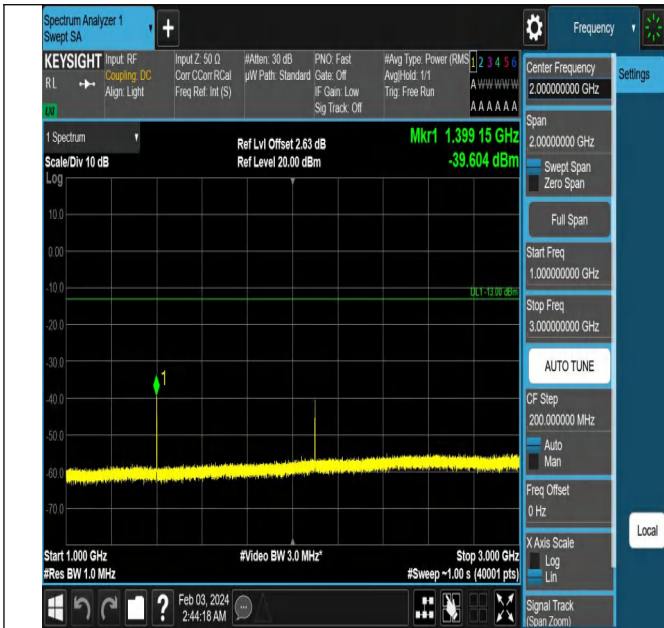 Spectrum Analyzer 1
Swept SA
Frequency
KEYSIGHT
RL
LXI
Input: RF
Coupling: DC
Align: Light
Input Z: 50 Ω
Corr CCorr RCal
Freq Ref: Int (S)
#Atten: 30 dB
µW Path: Standard
PNO: Fast
Gate: Off
IF Gain: Low
Sig Track: Off
#Avg Type: Power (RMS
Avg|Hold: 1/1
Trig: Free Run
1 2 3 4 5 6
A W W W W W
A A A A A A
1 Spectrum
Scale/Div 10 dB
Log
Ref Lvl Offset 2.63 dB
Ref Level 20.00 dBm
Mkr1 1.399 15 GHz
-39.604 dBm
10.0
0.00
-10.0
DL1 -13.00 dBm
-20.0
-30.0
1
-40.0
-50.0
-60.0
-70.0
Start 1.000 GHz
#Res BW 1.0 MHz
#Video BW 3.0 MHz*
Stop 3.000 GHz
#Sweep ~1.00 s (40001 pts)
Feb 03, 2024
2:44:18 AM
Center Frequency
2.00000000 GHz
Settings
Span
2.00000000 GHz
Swept Span
Zero Span
Full Span
Start Freq
1.000000000 GHz
Stop Freq
3.000000000 GHz
AUTO TUNE
CF Step
200.000000 MHz
Auto
Man
Freq Offset
0 Hz
Local
X Axis Scale
Log
Lin
Signal Track
(Span Zoom)